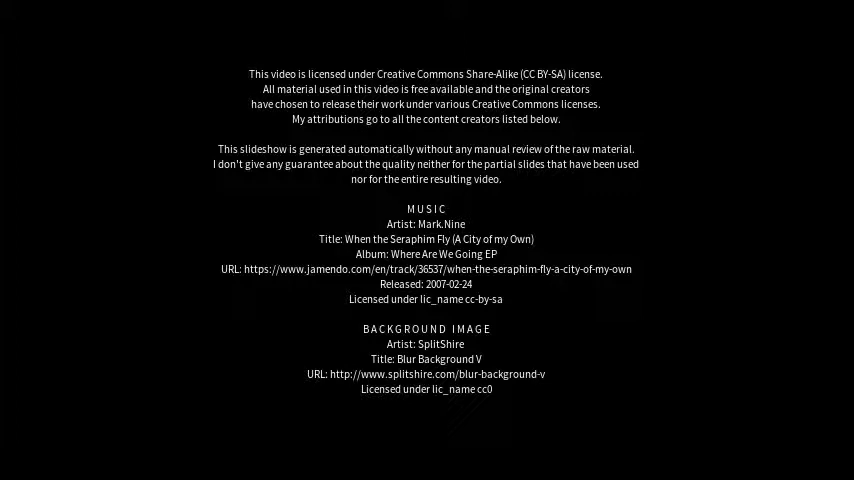 This video is licensed under Creative Commons Share-Alike (CC BY-SA) license.
All material used in this video is free available and the original creators
have chosen to release their work under various Creative Commons licenses.
My attributions go to all the content creators listed below.
This slideshow is generated automatically without any manual review of the raw material.
I don't give any guarantee about the quality neither for the partial slides that have been used
nor for the entire resulting video.
MUSIC
Artist: Mark.Nine
Title: When the Seraphim Fly (A City of my Own)
Album: Where Are We Going EP
URL: https://www.jamendo.com/en/track/36537/when-the-seraphim-fly-a-city-of-my-own
Released: 2007-02-24
Licensed under lic_name cc-by-sa
BACKGROUND IMAGE
Artist: SplitShire
Title: Blur Background V
URL: http://www.splitshire.com/blur-background-v
Licensed under lic_name cc0